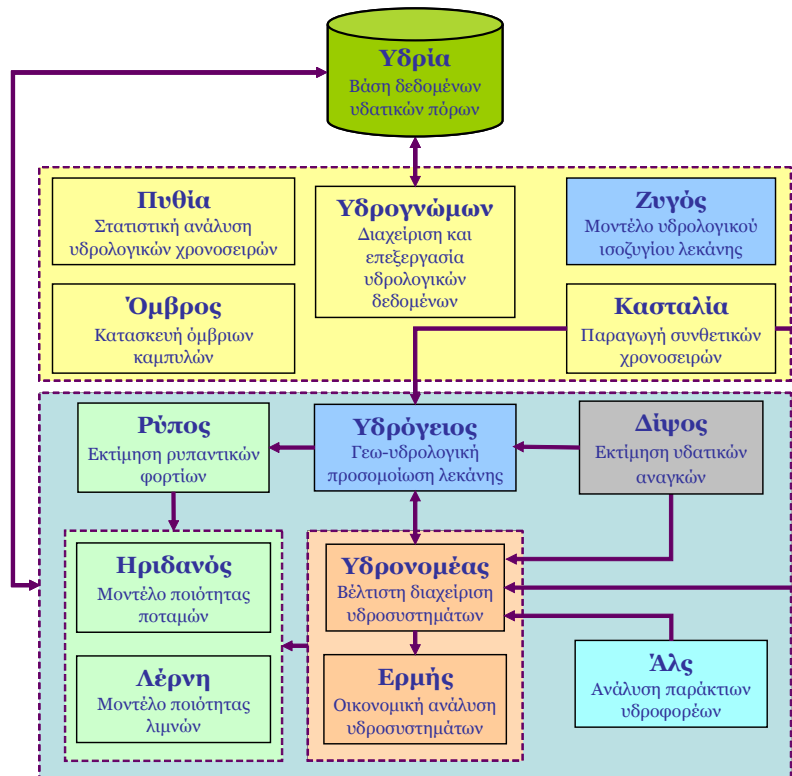 Υδρία
Βάση δεδομένων
υδατικών πόρων
Πυθία
Στατιστική ανάλυση
υδρολογικών χρονοσειρών
Υδρογνώμων
Διαχείριση και
επεξεργασία
υδρολογικών
δεδομένων
Ζυγός
Μοντέλο υδρολογικού
ισοζυγίου λεκάνης
Όμβρος
Κατασκευή όμβριων
καμπυλών
Κασταλία
Παραγωγή συνθετικών
χρονοσειρών
Ρύπος
Εκτίμηση ρυπαντικών
φορτίων
Υδρόγειος
Γεω-υδρολογική
προσομοίωση λεκάνης
Δίψος
Εκτίμηση υδατικών
αναγκών
Ηριδανός
Μοντέλο ποιότητας
ποταμών
Υδρονομέας
Βέλτιστη διαχείριση
υδροσυστημάτων
Λέρνη
Μοντέλο ποιότητας
λιμνών
Ερμής
Οικονομική ανάλυση
υδροσυστημάτων
Άλς
Ανάλυση παράκτιων
υδροφορέων